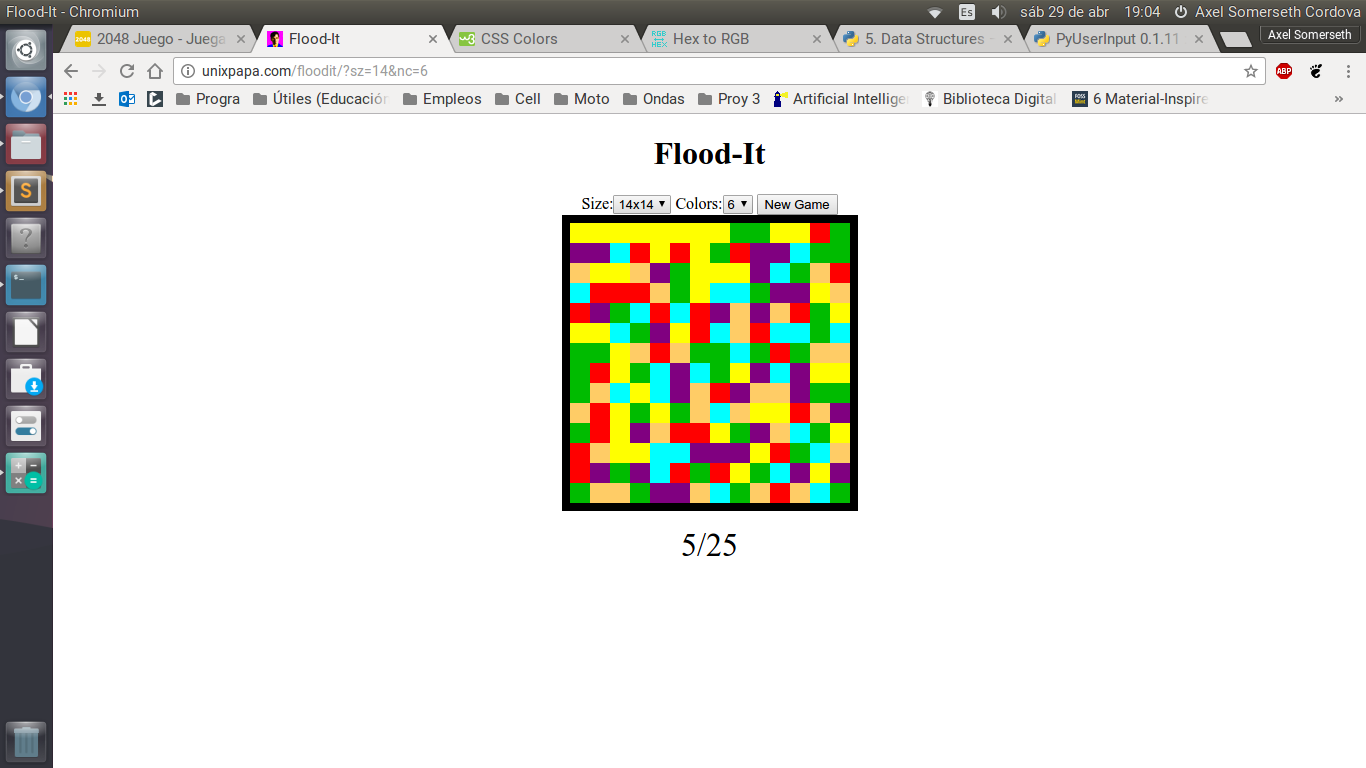 Flood-It - Chromium
Es
sáb 29 de abr
19:04
Axel Somerseth Cordova
2048 Juego - Juega
Flood-It
CSS Colors
Hex to RGB
5. Data Structures -
PyUserInput 0.1.11
Axel Somerseth
unixpapa.com/floodit/?sz=14&nc=6
ABP
Progra
Útiles (Educación
Empleos
Cell
Moto
Ondas
Proy 3
Artificial Intellige
Biblioteca Digital
6 Material-Inspire
»
Flood-It
Size: 14x14 Colors: 6 New Game
5/25